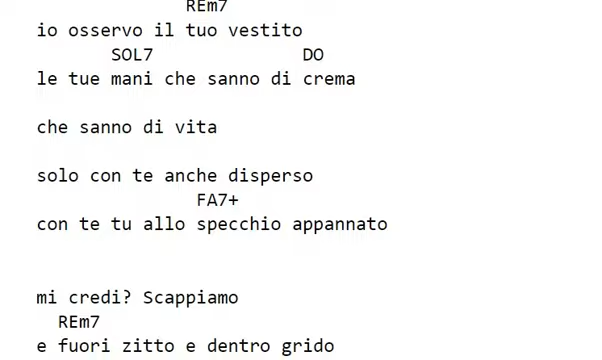 REm7
io osservo il tuo vestito
SOL7 DO
le tue mani che sanno di crema
che sanno di vita
solo con te anche disperso
FA7+
con te tu allo specchio appannato
mi credi? Scappiamo
REm7
e fuori zitto e dentro grido